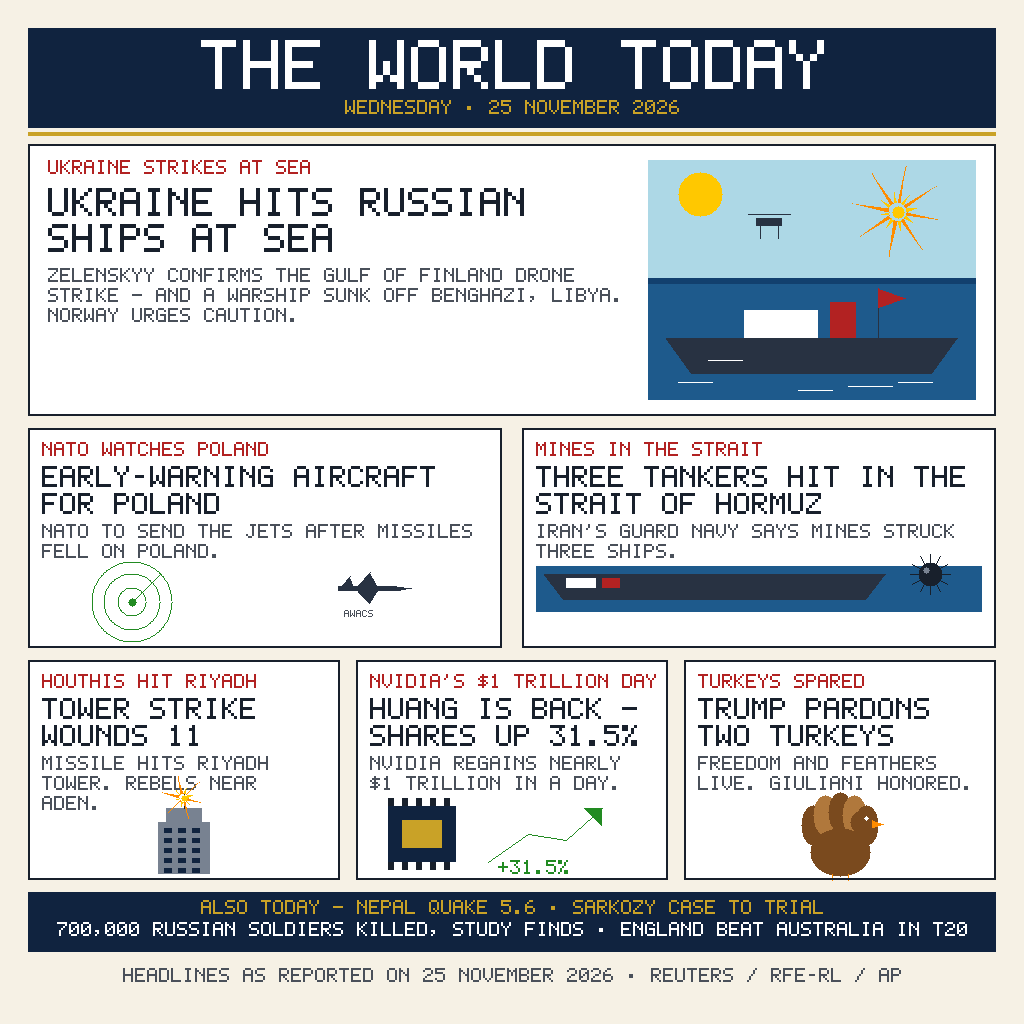 THE WORLD TODAY
WEDNESDAY · 25 NOVEMBER 2026
UKRAINE STRIKES AT SEA
UKRAINE HITS RUSSIAN
SHIPS AT SEA
ZELENSKYY CONFIRMS THE GULF OF FINLAND DRONE
STRIKE – AND A WARSHIP SUNK OFF BENGHAZI, LIBYA.
NORWAY URGES CAUTION.
NATO WATCHES POLAND
EARLY-WARNING AIRCRAFT
FOR POLAND
NATO TO SEND THE JETS AFTER MISSILES
FELL ON POLAND.
AWACS
MINES IN THE STRAIT
THREE TANKERS HIT IN THE
STRAIT OF HORMUZ
IRAN'S GUARD NAVY SAYS MINES STRUCK
THREE SHIPS.
HOUTHIS HIT RIYADH
TOWER STRIKE
WOUNDS 11
MISSILE HITS RIYADH
TOWER. REBELS NEAR
ADEN.
NVIDIA'S $1 TRILLION DAY
HUANG IS BACK –
SHARES UP 31.5%
NVIDIA REGAINS NEARLY
$1 TRILLION IN A DAY.
+31.5%
TURKEYS SPARED
TRUMP PARDONS
TWO TURKEYS
FREEDOM AND FEATHERS
LIVE. GIULIANI HONORED.
ALSO TODAY – NEPAL QUAKE 5.6 · SARKOZY CASE TO TRIAL
700,000 RUSSIAN SOLDIERS KILLED, STUDY FINDS · ENGLAND BEAT AUSTRALIA IN T20
HEADLINES AS REPORTED ON 25 NOVEMBER 2026 · REUTERS / RFE-RL / AP